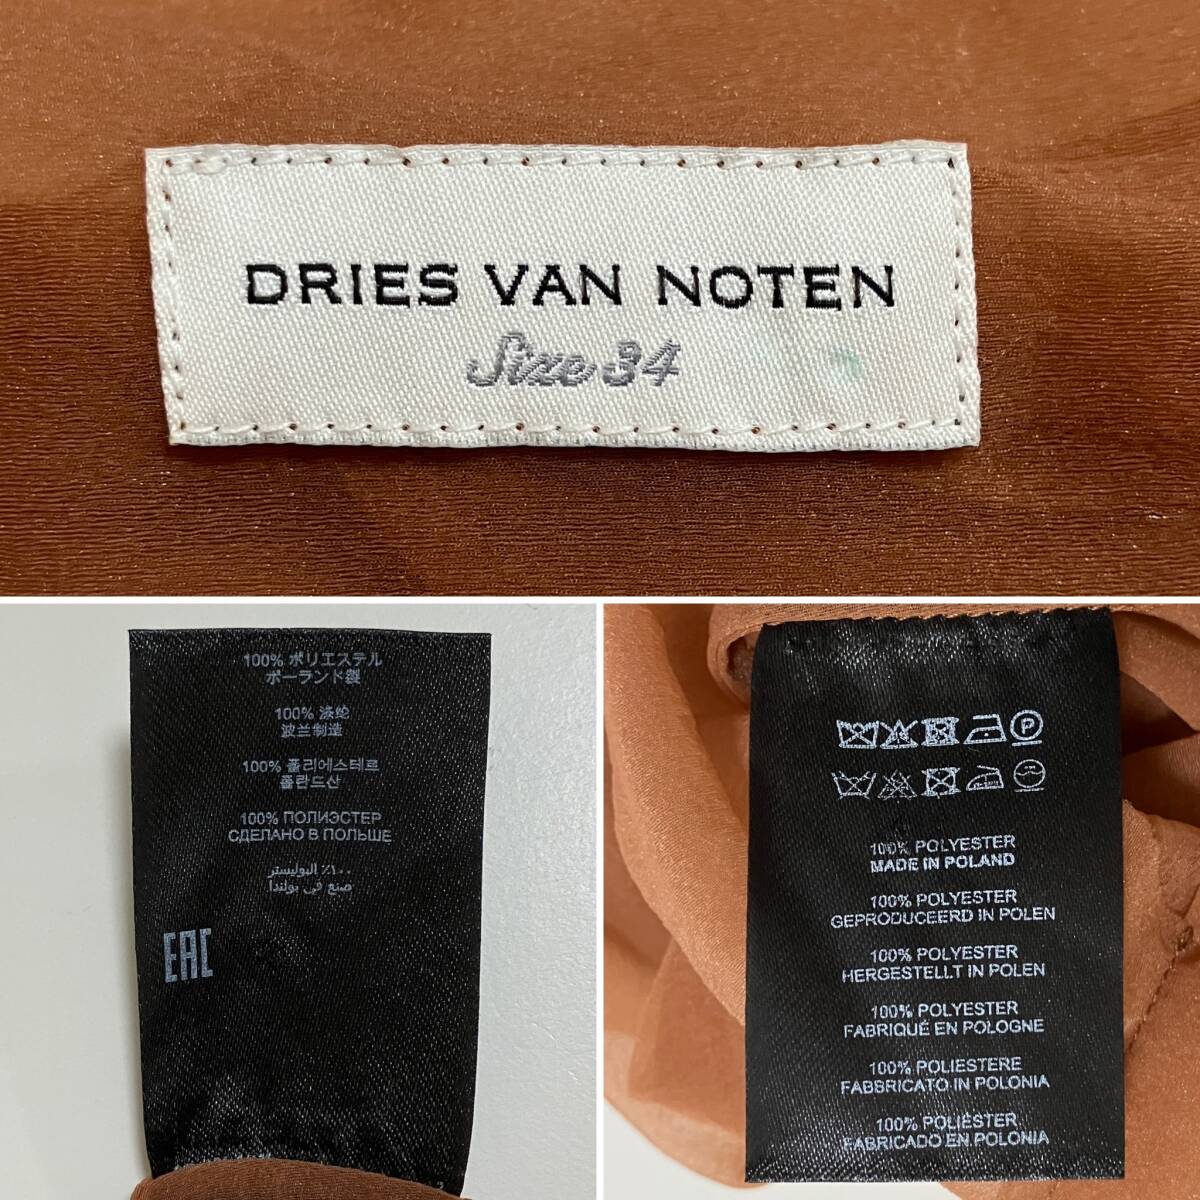 DRIES VAN NOTEN
Size 34
100% ポリエステル
ポーランド製
100% 涤纶
波兰制造
100% 폴리에스테르
폴란드산
100% ПОЛИЭСТЕР
СДЕЛАНО В ПОЛЬШЕ
١٠٠٪ البوليستر
صنع في بولندا
EAC
P
100% POLYESTER
MADE IN POLAND
100% POLYESTER
GEPRODUCEERD IN POLEN
100% POLYESTER
HERGESTELLT IN POLEN
100% POLYESTER
FABRIQUÉ EN POLOGNE
100% POLIESTERE
FABBRICATO IN POLONIA
100% POLIÉSTER
FABRICADO EN POLONIA